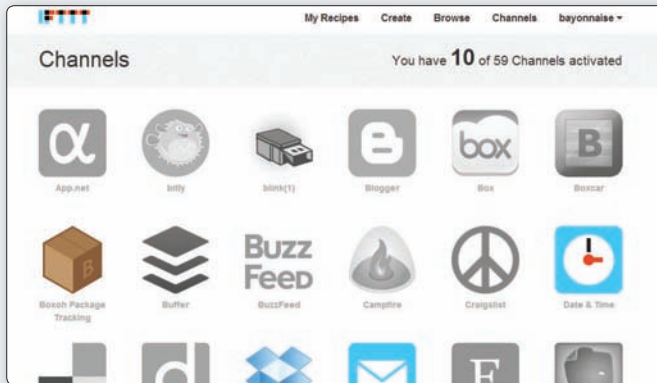 IFTTT
My Recipes Create Browse Channels bayonnaise
Channels
You have 10 of 59 Channels activated
α
box
B
App.net bitly blink(1) Blogger Box Boxcar
B
BUZZ
FEED
Boxoh Package Buffer BuzzFeed Campfire Craigslist Date & Time
Tracking
d
E